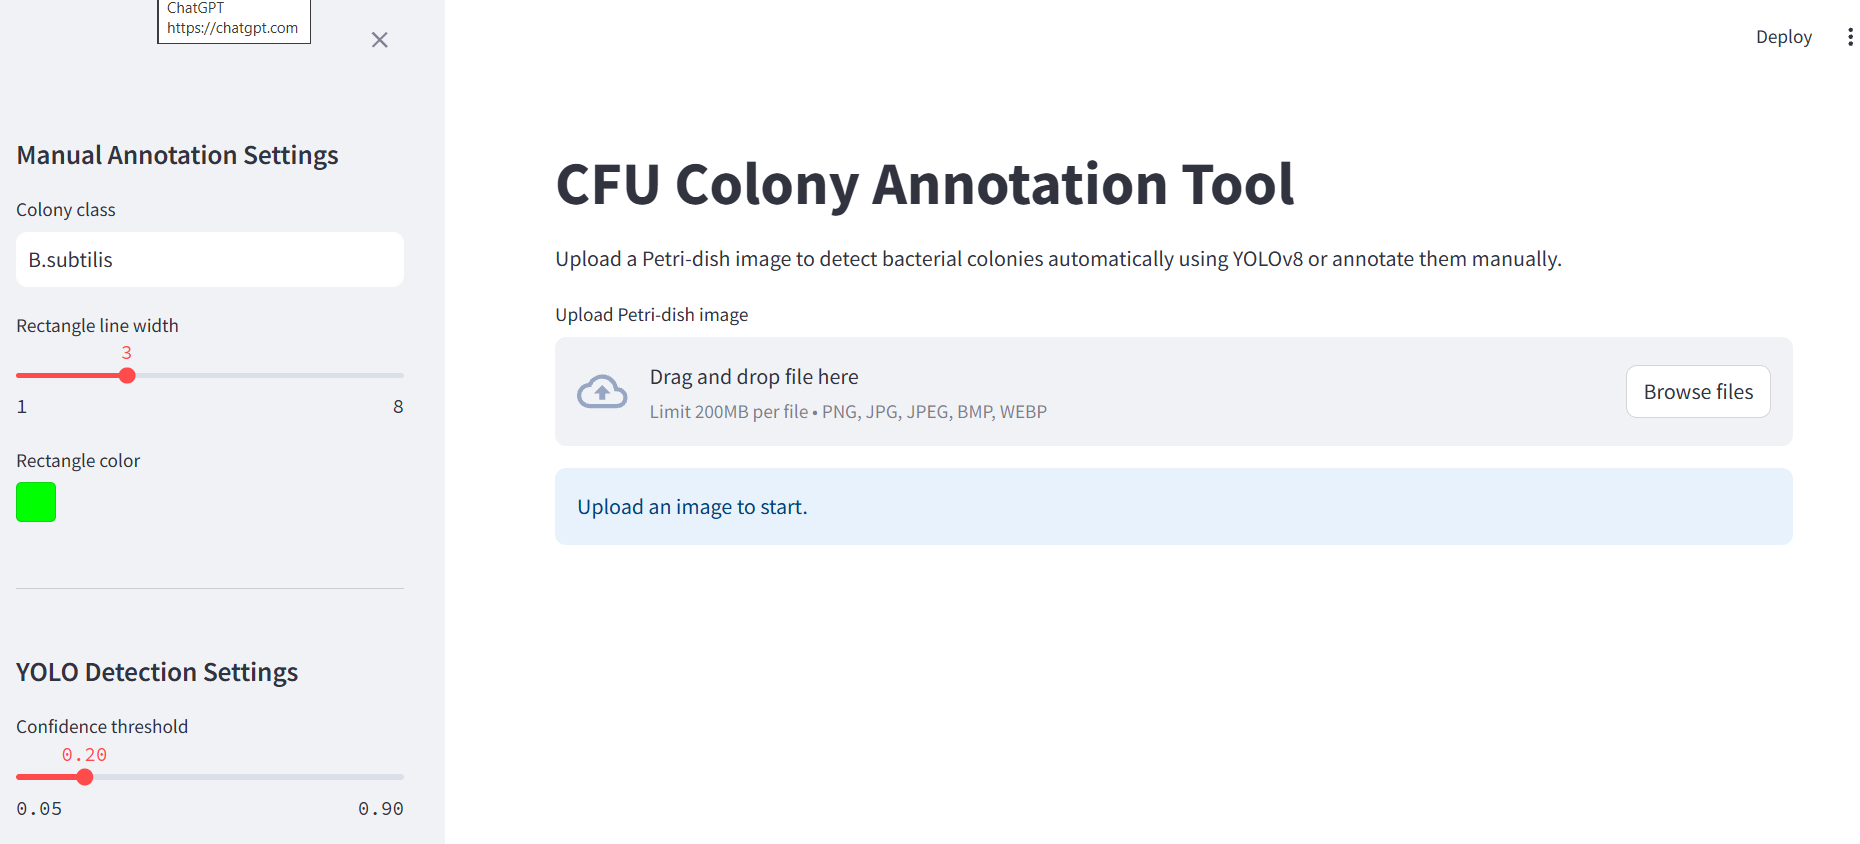 ChatGPT
https://chatgpt.com
Deploy
Manual Annotation Settings
Colony class
B.subtilis
Rectangle line width
3
1 8
Rectangle color
YOLO Detection Settings
Confidence threshold
0.20
0.05 0.90
CFU Colony Annotation Tool
Upload a Petri-dish image to detect bacterial colonies automatically using YOLOv8 or annotate them manually.
Upload Petri-dish image
Drag and drop file here
Limit 200MB per file • PNG, JPG, JPEG, BMP, WEBP
Browse files
Upload an image to start.